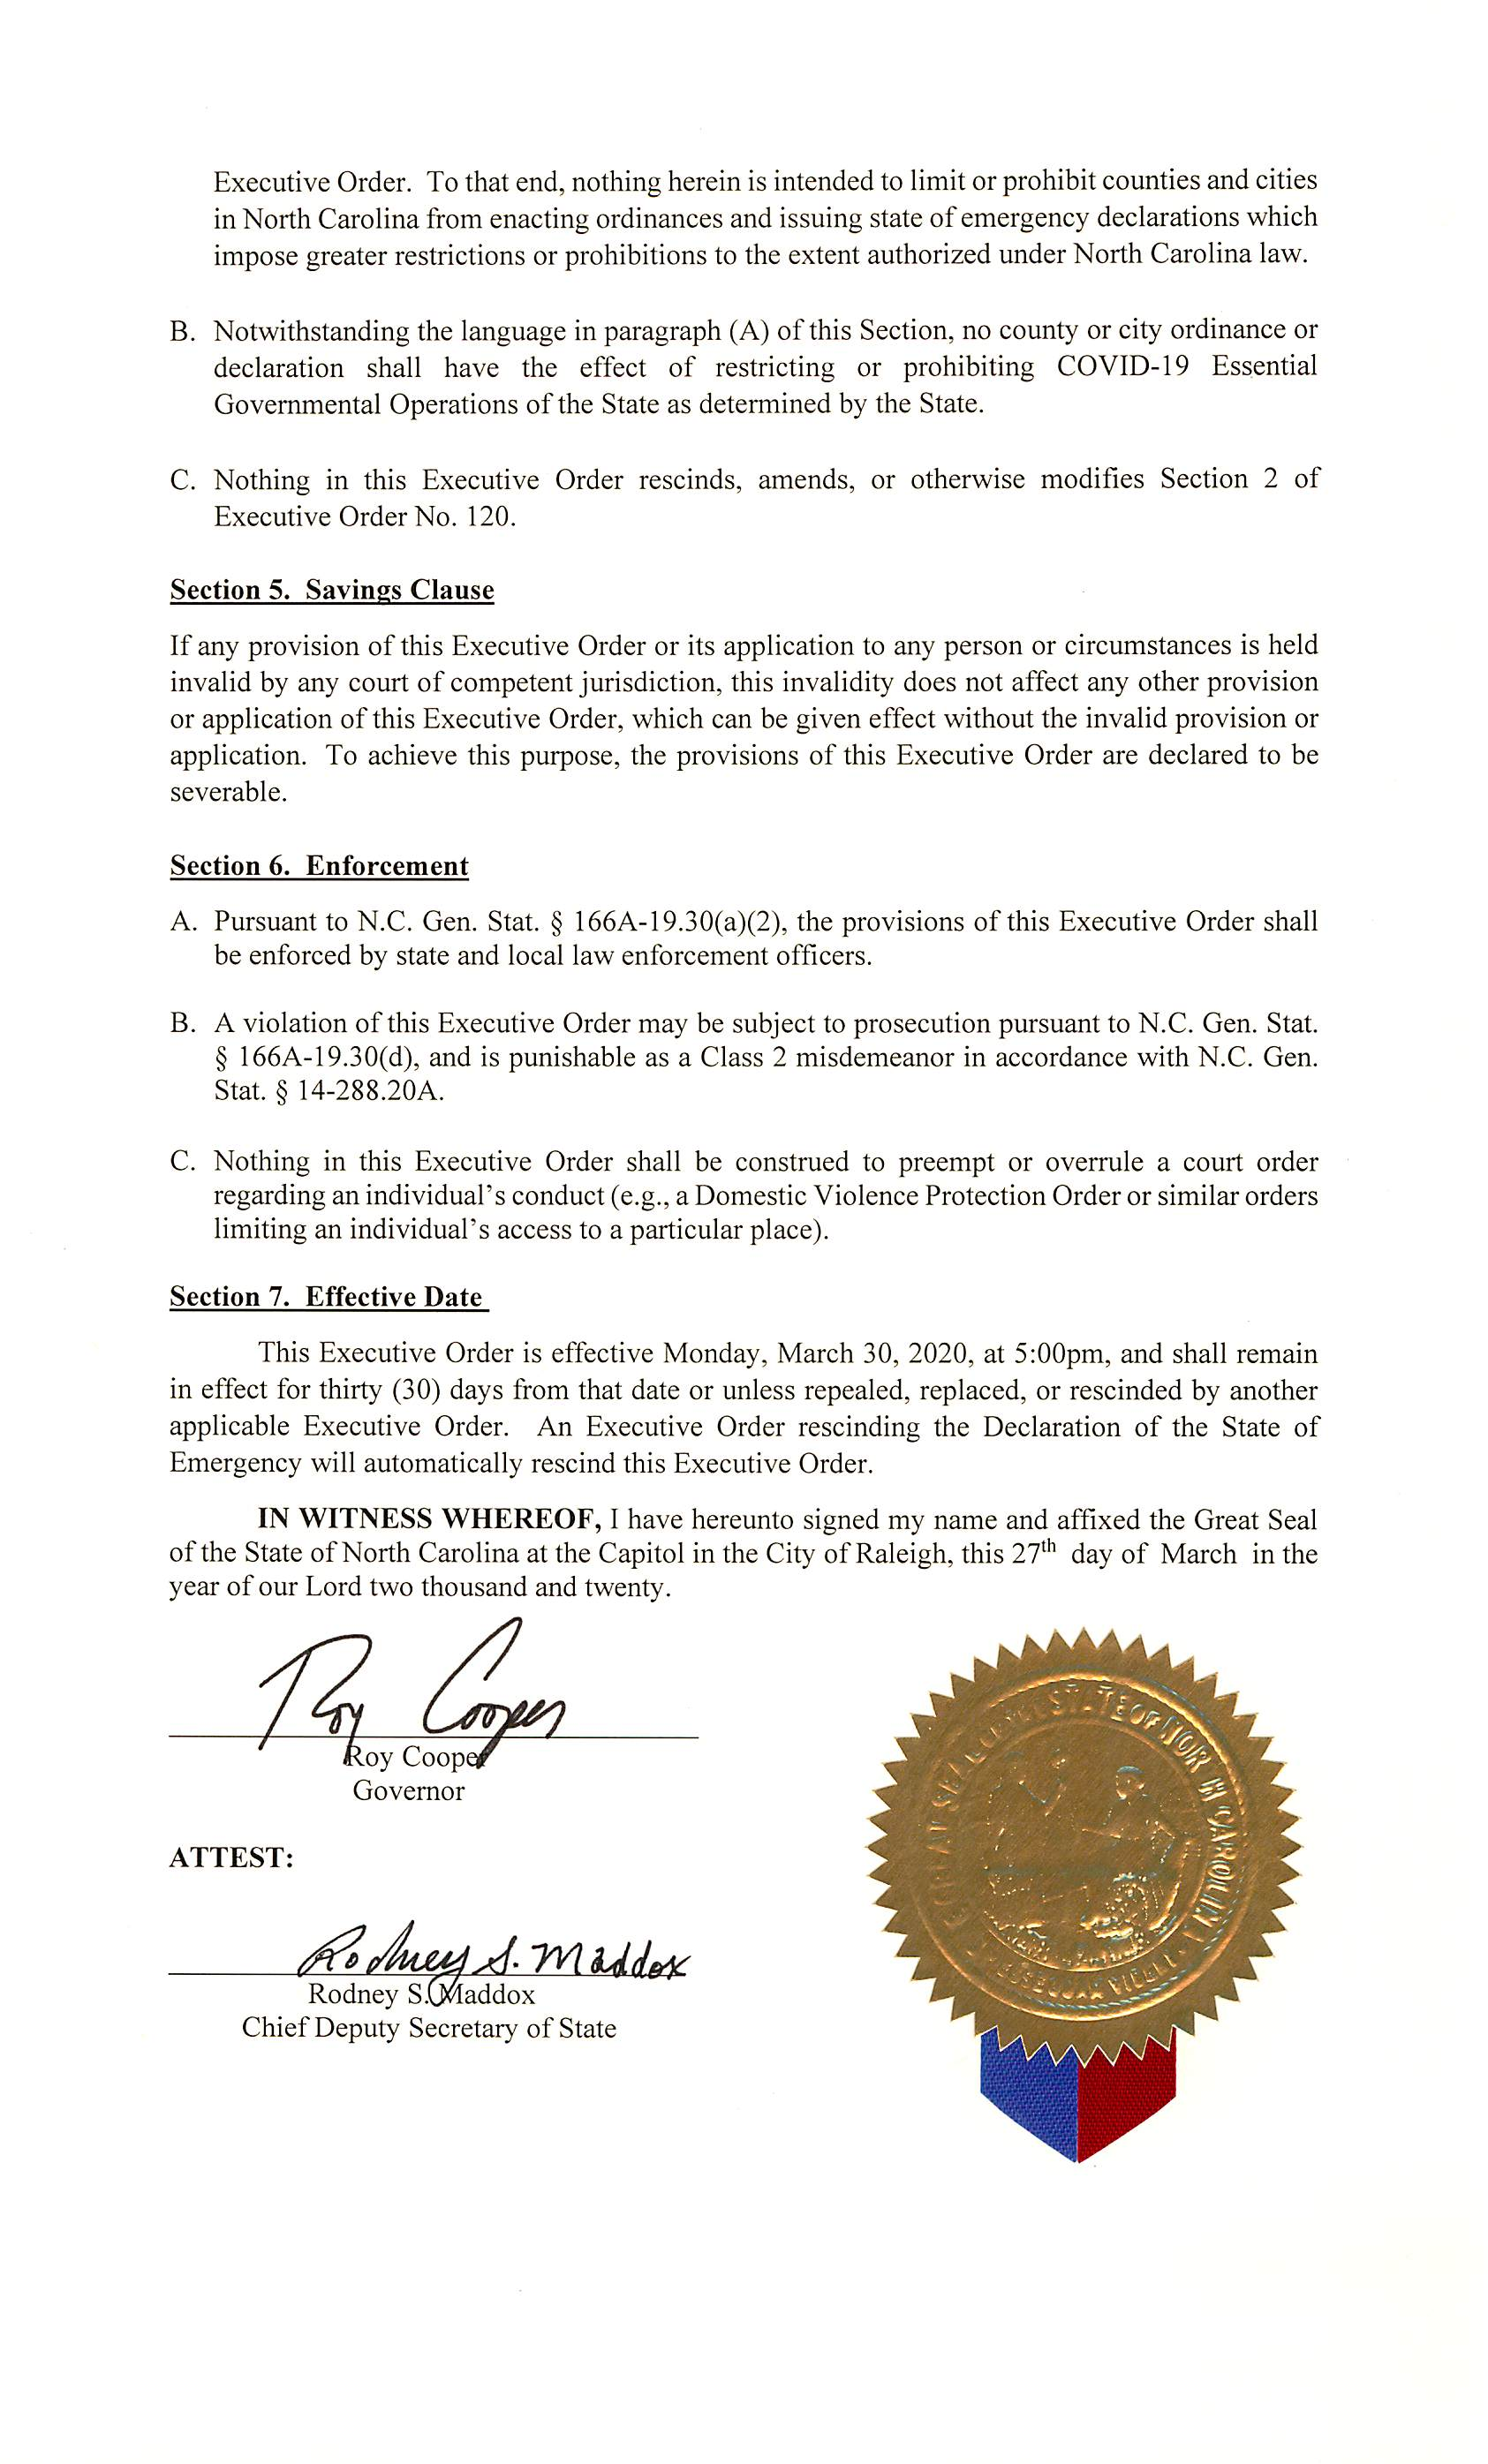 Executive Order. To that end, nothing herein is intended to limit or prohibit counties and cities
in North Carolina from enacting ordinances and issuing state of emergency declarations which
impose greater restrictions or prohibitions to the extent authorized under North Carolina law.
B. Notwithstanding the language in paragraph (A) of this Section, no county or city ordinance or
declaration shall have the effect of restricting or prohibiting COVID-19 Essential
Governmental Operations of the State as determined by the State.
C. Nothing in this Executive Order rescinds, amends, or otherwise modifies Section 2 of
Executive Order No. 120.
Section 5. Savings Clause
If any provision of this Executive Order or its application to any person or circumstances is held
invalid by any court of competent jurisdiction, this invalidity does not affect any other provision
or application of this Executive Order, which can be given effect without the invalid provision or
application. To achieve this purpose, the provisions of this Executive Order are declared to be
severable.
Section 6. Enforcement
A. Pursuant to N.C. Gen. Stat. § 166A-19.30(a)(2), the provisions of this Executive Order shall
be enforced by state and local law enforcement officers.
B. A violation of this Executive Order may be subject to prosecution pursuant to N.C. Gen. Stat.
§ 166A-19.30(d), and is punishable as a Class 2 misdemeanor in accordance with N.C. Gen.
Stat. § 14-288.20A.
C. Nothing in this Executive Order shall be construed to preempt or overrule a court order
regarding an individual's conduct (e.g., a Domestic Violence Protection Order or similar orders
limiting an individual's access to a particular place).
Section 7. Effective Date
This Executive Order is effective Monday, March 30, 2020, at 5:00pm, and shall remain
in effect for thirty (30) days from that date or unless repealed, replaced, or rescinded by another
applicable Executive Order. An Executive Order rescinding the Declaration of the State of
Emergency will automatically rescind this Executive Order.
IN WITNESS WHEREOF, I have hereunto signed my name and affixed the Great Seal
of the State of North Carolina at the Capitol in the City of Raleigh, this 27th day of March in the
year of our Lord two thousand and twenty.
Roy Cooper
Roy Cooper
Governor
ATTEST:
Rodney S. Maddox
Rodney S. Maddox
Chief Deputy Secretary of State
STATE OF NORTH CAROLINA